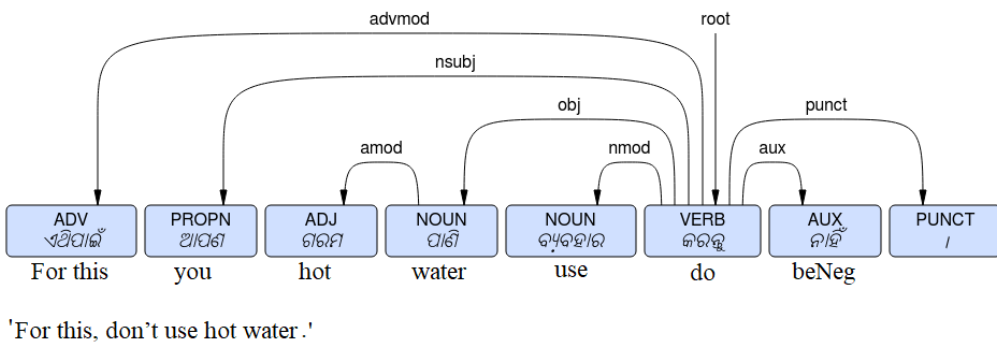 advmod root
nsubj
obj punct
amod nmod aux
ADV PROPN ADJ NOUN NOUN VERB AUX PUNCT
ଏଥିପାଇଁ ଆପଣ ଗରମ ପାଣି ବ୍ୟବହାର କରନ୍ତୁ ନାହିଁ ।
For this you hot water use do beNeg
'For this, don't use hot water.'